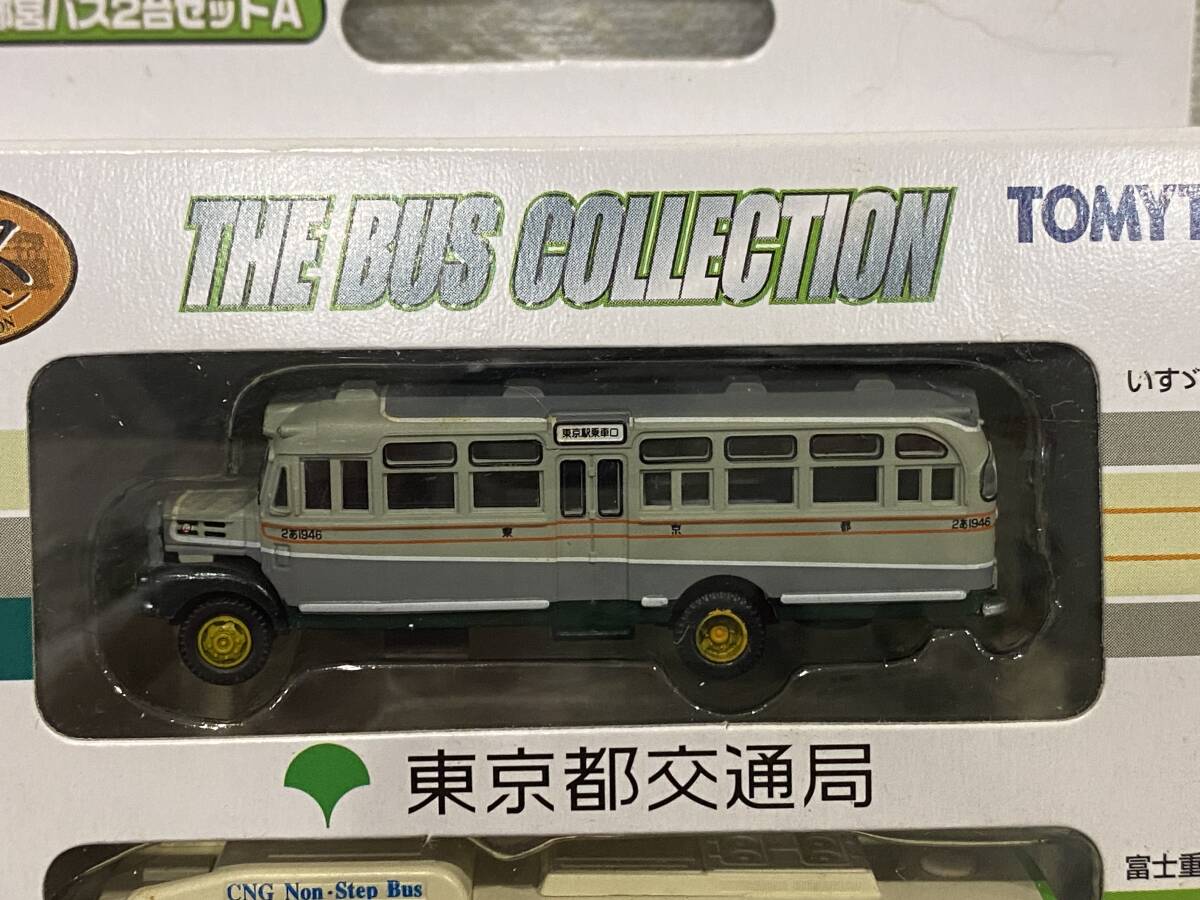 都営バス2台セットA
THE BUS COLLECTION
TOMYT
いすゞ
東京駅乗車口
2あ1946
東 京 都
2あ1946
東京都交通局
CNG Non-Step Bus
富士重